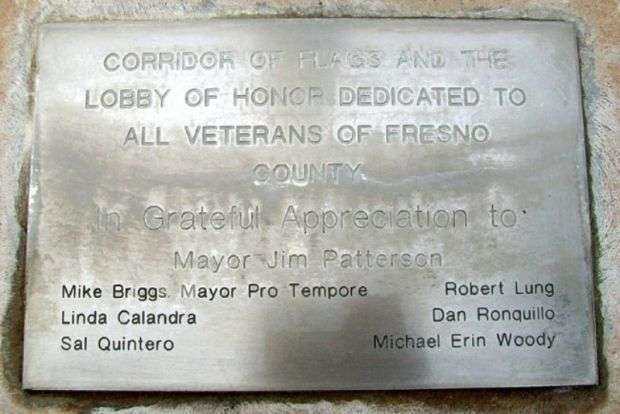 CORRIDOR OF FLAGS AND THE
LOBBY OF HONOR DEDICATED TO
ALL VETERANS OF FRESNO
COUNTY
In Grateful Appreciation to:
Mayor Jim Patterson
Mike Briggs, Mayor Pro Tempore Robert Lung
Linda Calandra Dan Ronquillo
Sal Quintero Michael Erin Woody